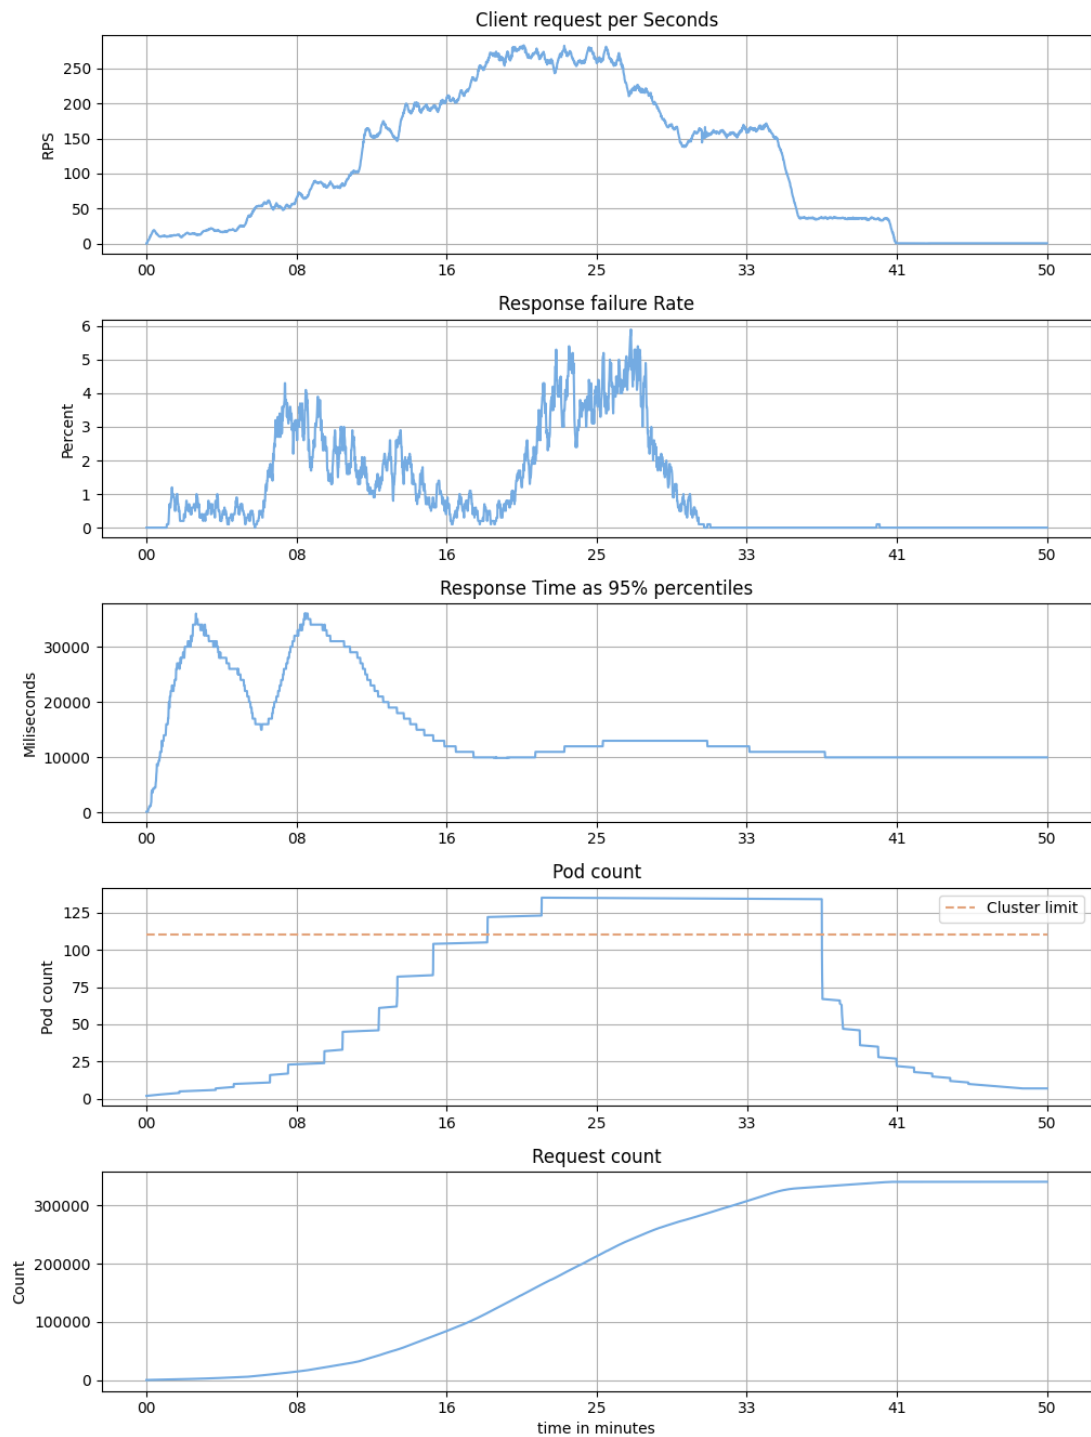 Client request per Seconds
250
200
150
100
50
0
RPS
00 08 16 25 33 41 50
Response failure Rate
6
5
4
3
2
1
0
Percent
00 08 16 25 33 41 50
Response Time as 95% percentiles
30000
20000
10000
0
Miliseconds
00 08 16 25 33 41 50
Pod count
125
100
75
50
25
0
Pod count
Cluster limit
00 08 16 25 33 41 50
Request count
300000
200000
100000
0
Count
00 08 16 25 33 41 50
time in minutes